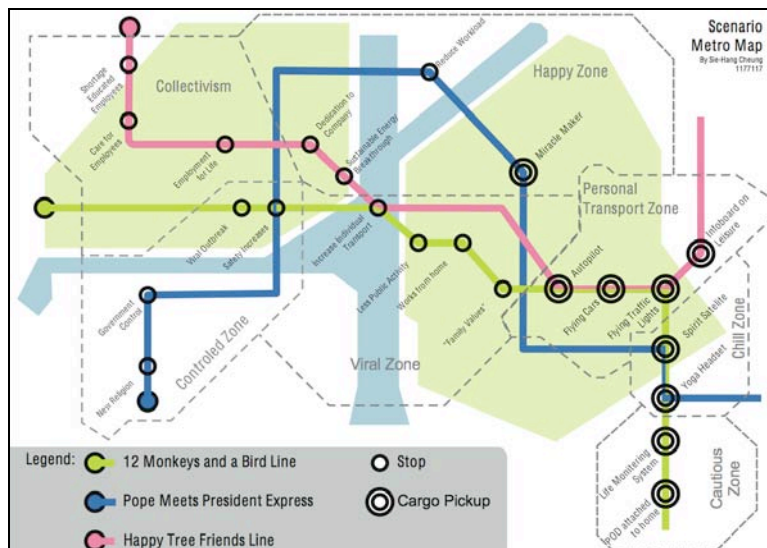 Scenario
Metro Map
By Sie-Hang Cheung
1177117
Shortage
Educated
Employees
Collectivism
Care for
Employees
Employment
for Life
Dedication to
Company
Sustainable Energy
Breakthrough
Reduce Workload
Happy Zone
Miracle Maker
Personal
Transport Zone
Infoboard on
Leisure
Viral Outbreak
Safety Increases
Increase Individual
Transport
Less Public Activity
Works from home
"Family Values"
Autopilot
Flying Cars
Flying Traffic
Lights
Spirit Satelite
Chill Zone
Yoga Headset
Government
Control
New Religion
Controled Zone
Viral Zone
Life Monitering
System
IPOD attached
to home
Cautious
Zone
Legend:
12 Monkeys and a Bird Line
Stop
Pope Meets President Express
Cargo Pickup
Happy Tree Friends Line